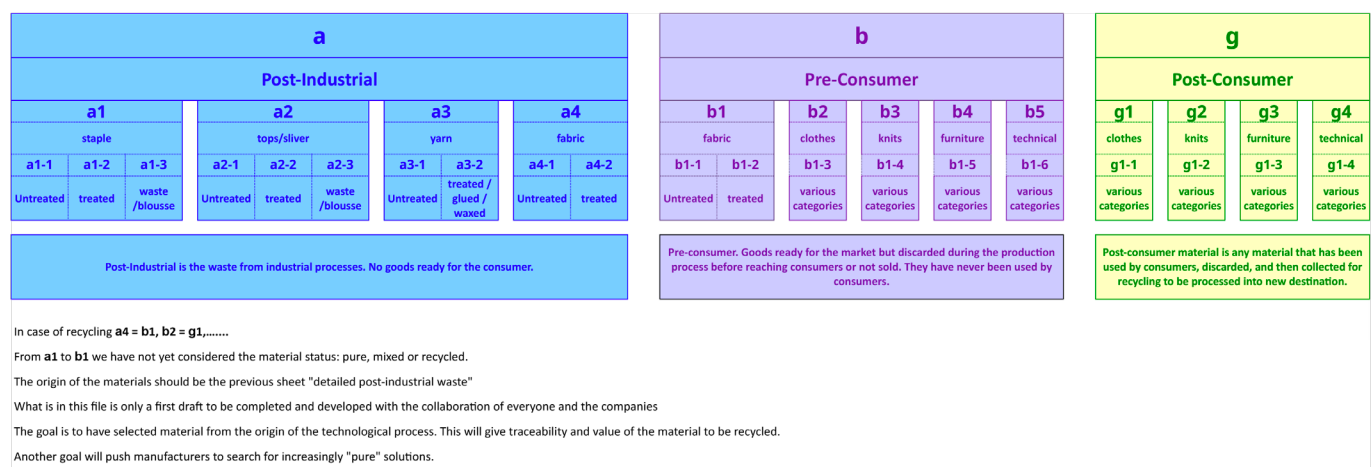 a
Post-Industrial
a1 a2 a3 a4
staple tops/sliver yarn fabric
a1-1 a1-2 a1-3 a2-1 a2-2 a2-3 a3-1 a3-2 a4-1 a4-2
Untreated treated waste /blousse Untreated treated waste /blousse Untreated treated / glued / waxed Untreated treated
Post-Industrial is the waste from industrial processes. No goods ready for the consumer.
b
Pre-Consumer
b1 b2 b3 b4 b5
fabric clothes knits furniture technical
b1-1 b1-2 b1-3 b1-4 b1-5 b1-6
Untreated treated various categories various categories various categories various categories
Pre-consumer. Goods ready for the market but discarded during the production
process before reaching consumers or not sold. They have never been used by
consumers.
g
Post-Consumer
g1 g2 g3 g4
clothes knits furniture technical
g1-1 g1-2 g1-3 g1-4
various categories various categories various categories various categories
Post-consumer material is any material that has been
used by consumers, discarded, and then collected for
recycling to be processed into new destination.
In case of recycling a4 = b1, b2 = g1,.......
From a1 to b1 we have not yet considered the material status: pure, mixed or recycled.
The origin of the materials should be the previous sheet "detailed post-industrial waste"
What is in this file is only a first draft to be completed and developed with the collaboration of everyone and the companies
The goal is to have selected material from the origin of the technological process. This will give traceability and value of the material to be recycled.
Another goal will push manufacturers to search for increasingly "pure" solutions.